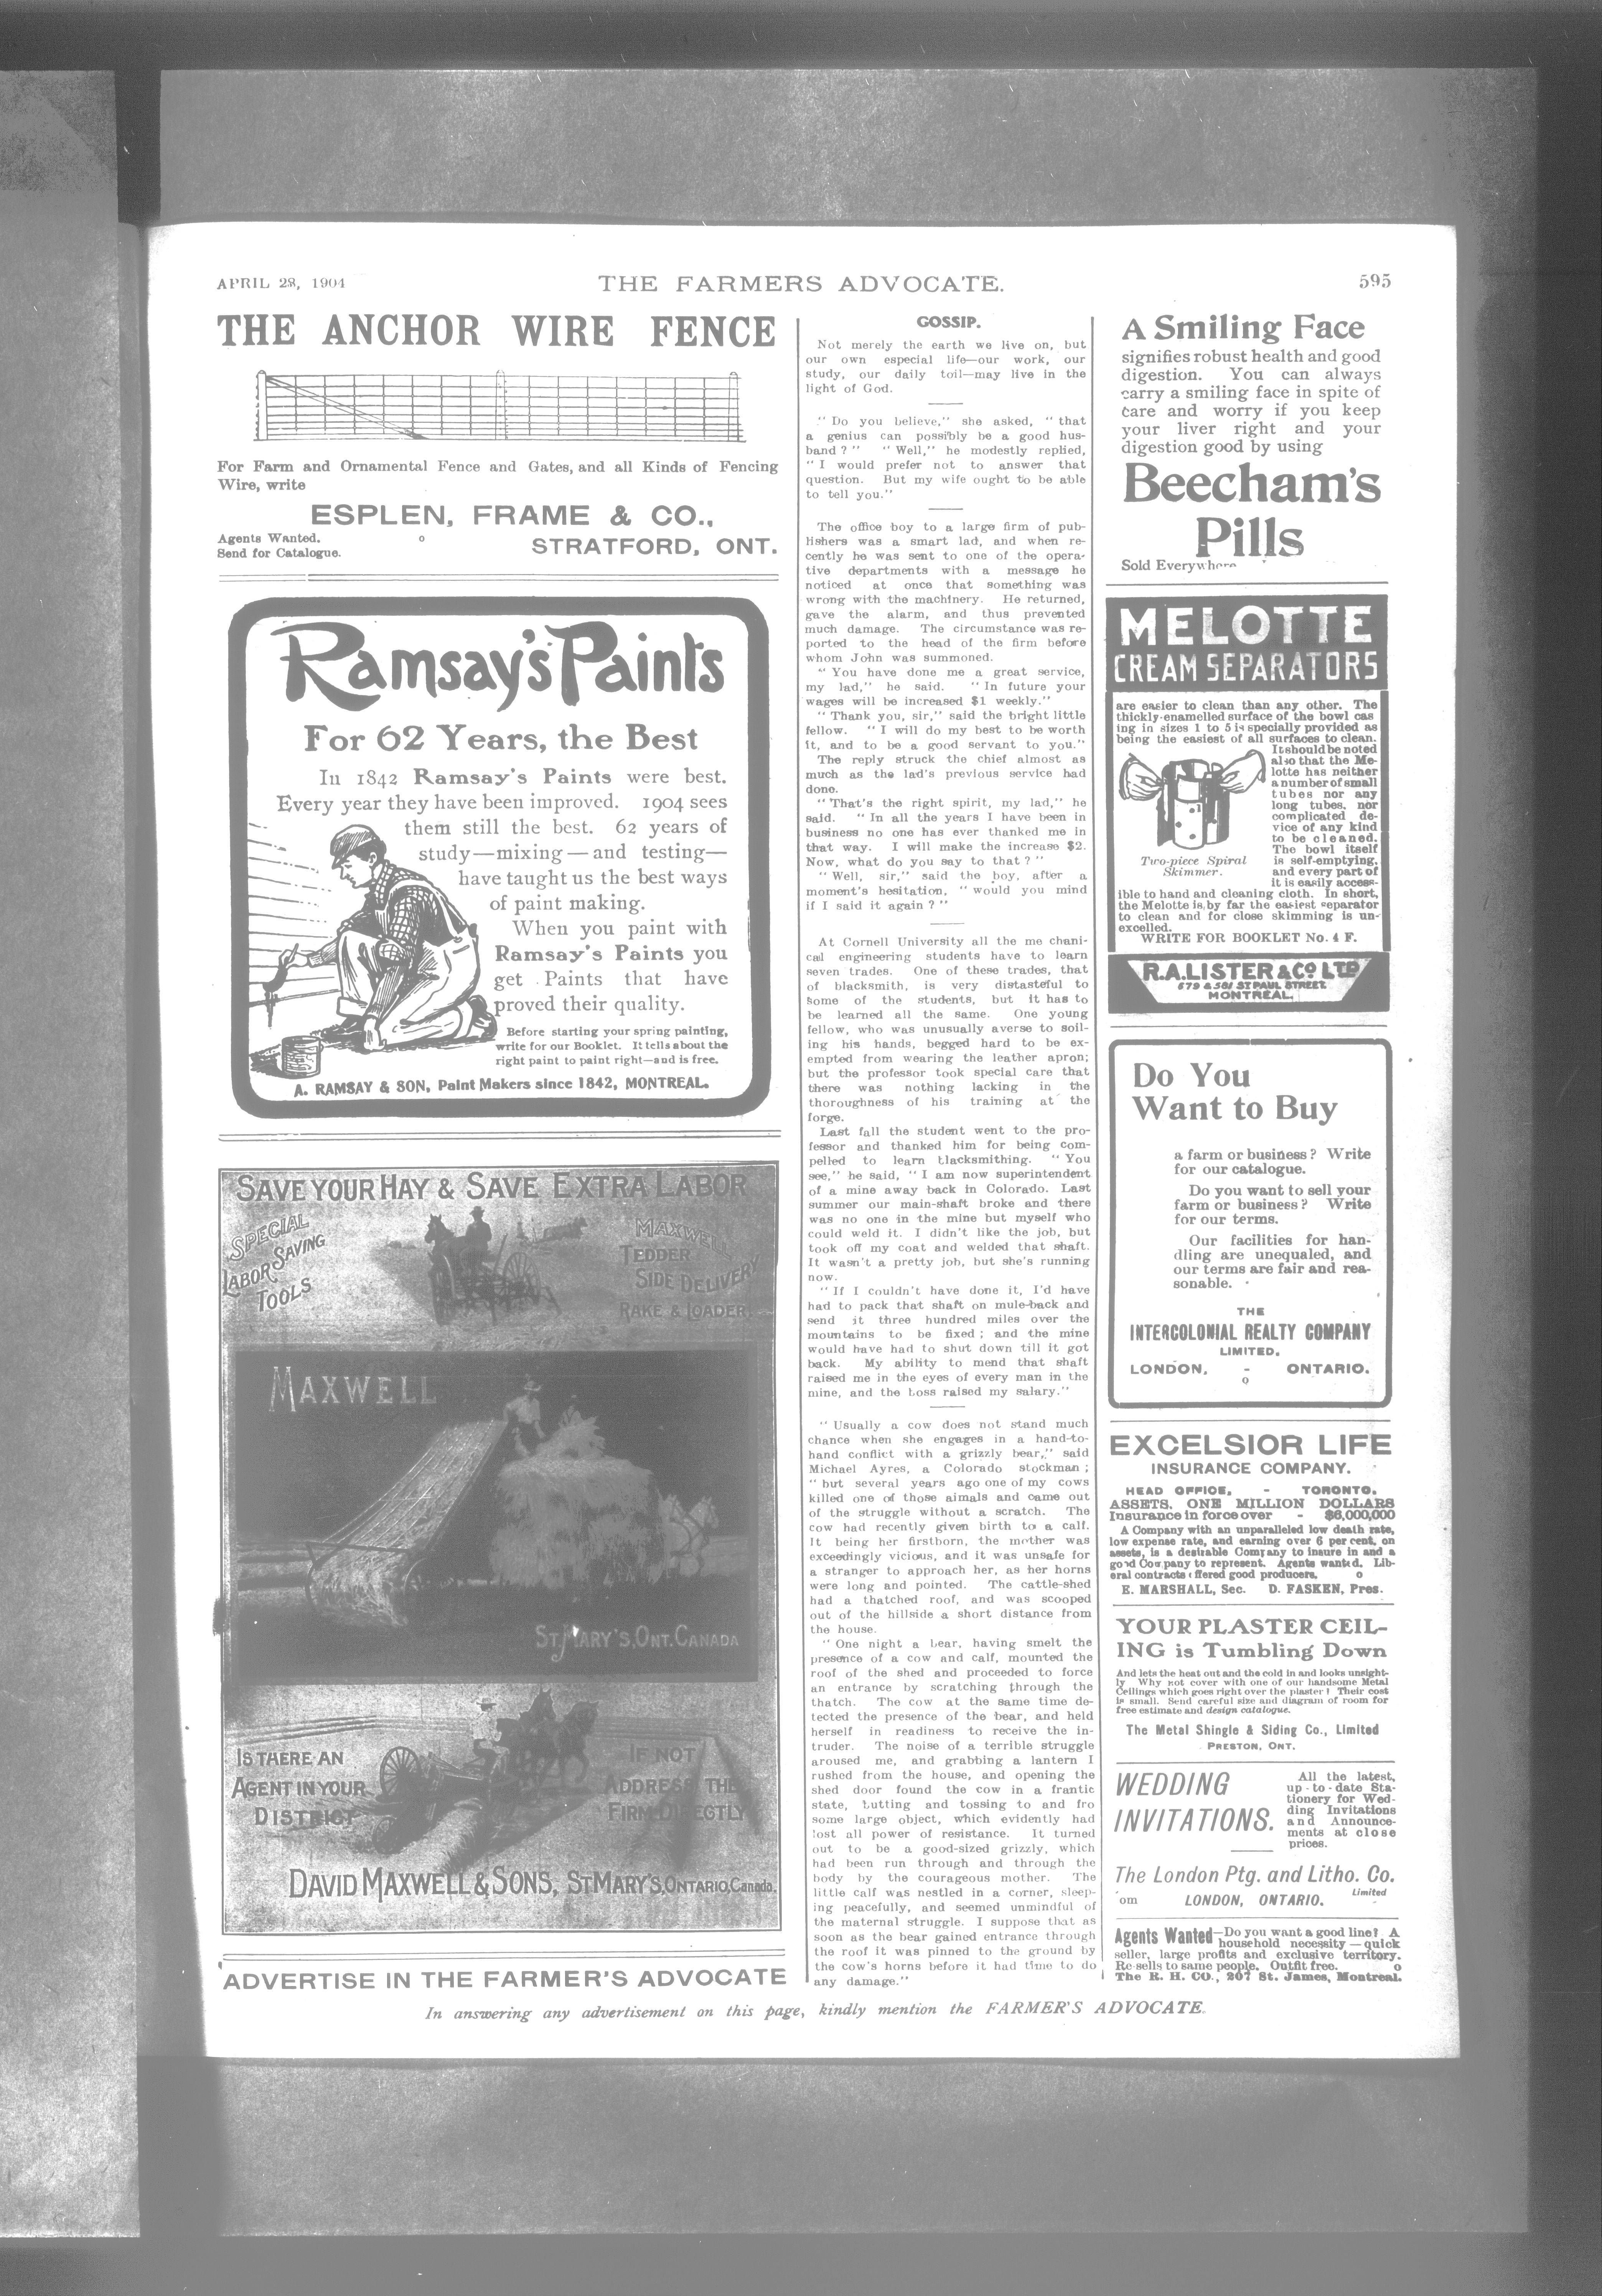 APRIL 28, 1904
THE FARMERS ADVOCATE.
595
THE ANCHOR WIRE FENCE
For Farm and Ornamental Fence and Gates, and all Kinds of Fencing
Wire, write
ESPLEN, FRAME & CO.,
Agents Wanted.
Send for Catalogue.
o
STRATFORD, ONT.
Ramsay's Paints
For 62 Years, the Best
In 1842 Ramsay's Paints were best.
Every year they have been improved. 1904 sees
them still the best. 62 years of
study—mixing—and testing—
have taught us the best ways
of paint making.
When you paint with
Ramsay's Paints you
get Paints that have
proved their quality.
Before starting your spring painting,
write for our Booklet. It tells about the
right paint to paint right—and is free.
A. RAMSAY & SON, Paint Makers since 1842, MONTREAL.
SAVE YOUR HAY & SAVE EXTRA LABOR
SPECIAL
LABOR SAVING
TOOLS
MAXWELL
TEDDER
SIDE DELIVERY
RAKE & LOADER
MAXWELL
ST. MARY'S, ONT. CANADA
IS THERE AN
AGENT IN YOUR
DISTRICT
IF NOT
ADDRESS THE
FIRM DIRECTLY
DAVID MAXWELL & SONS, ST MARY'S, ONTARIO, Canada.
ADVERTISE IN THE FARMER'S ADVOCATE
GOSSIP.
Not merely the earth we live on, but
our own especial life—our work, our
study, our daily toil—may live in the
light of God.
"Do you believe," she asked, "that
a genius can possibly be a good hus-
band?" "Well," he modestly replied,
"I would prefer not to answer that
question. But my wife ought to be able
to tell you."
The office boy to a large firm of pub-
lishers was a smart lad, and when re-
cently he was sent to one of the opera-
tive departments with a message he
noticed at once that something was
wrong with the machinery. He returned,
gave the alarm, and thus prevented
much damage. The circumstance was re-
ported to the head of the firm before
whom John was summoned.
"You have done me a great service,
my lad," he said. "In future your
wages will be increased $1 weekly."
"Thank you, sir," said the bright little
fellow. "I will do my best to be worth
it, and to be a good servant to you."
The reply struck the chief almost as
much as the lad's previous service had
done.
"That's the right spirit, my lad," he
said. "In all the years I have been in
business no one has ever thanked me in
that way. I will make the increase $2.
Now, what do you say to that?"
"Well, sir," said the boy, after a
moment's hesitation, "would you mind
if I said it again?"
At Cornell University all the me chani-
cal engineering students have to learn
seven trades. One of these trades, that
of blacksmith, is very distasteful to
some of the students, but it has to
be learned all the same. One young
fellow, who was unusually averse to soil-
ing his hands, begged hard to be ex-
empted from wearing the leather apron;
but the professor took special care that
there was nothing lacking in the
thoroughness of his training at the
forge.
Last fall the student went to the pro-
fessor and thanked him for being com-
pelled to learn blacksmithing. "You
see," he said, "I am now superintendent
of a mine away back in Colorado. Last
summer our main-shaft broke and there
was no one in the mine but myself who
could weld it. I didn't like the job, but
took off my coat and welded that shaft.
It wasn't a pretty job, but she's running
now.
"If I couldn't have done it, I'd have
had to pack that shaft on mule-back and
send it three hundred miles over the
mountains to be fixed; and the mine
would have had to shut down till it got
back. My ability to mend that shaft
raised me in the eyes of every man in the
mine, and the boss raised my salary."
"Usually a cow does not stand much
chance when she engages in a hand-to-
hand conflict with a grizzly bear," said
Michael Ayres, a Colorado stockman;
"but several years ago one of my cows
killed one of those aimals and came out
of the struggle without a scratch. The
cow had recently given birth to a calf.
It being her firstborn, the mother was
exceedingly vicious, and it was unsafe for
a stranger to approach her, as her horns
were long and pointed. The cattle-shed
had a thatched roof, and was scooped
out of the hillside a short distance from
the house.
"One night a bear, having smelt the
presence of a cow and calf, mounted the
roof of the shed and proceeded to force
an entrance by scratching through the
thatch. The cow at the same time de-
tected the presence of the bear, and held
herself in readiness to receive the in-
truder. The noise of a terrible struggle
aroused me, and grabbing a lantern I
rushed from the house, and opening the
shed door found the cow in a frantic
state, butting and tossing to and fro
some large object, which evidently had
lost all power of resistance. It turned
out to be a good-sized grizzly, which
had been run through and through the
body by the courageous mother. The
little calf was nestled in a corner, sleep-
ing peacefully, and seemed unmindful of
the maternal struggle. I suppose that as
soon as the bear gained entrance through
the roof it was pinned to the ground by
the cow's horns before it had time to do
any damage."
A Smiling Face
signifies robust health and good
digestion. You can always
carry a smiling face in spite of
care and worry if you keep
your liver right and your
digestion good by using
Beecham's
Pills
Sold Everywhere
MELOTTE
CREAM SEPARATORS
are easier to clean than any other. The
thickly-enamelled surface of the bowl cas
ing in sizes 1 to 5 is specially provided as
being the easiest of all surfaces to clean.
It should be noted
also that the Me-
lotte has neither
a number of small
tubes nor any
long tubes, nor
complicated de-
vice of any kind
to be cleaned.
The bowl itself
is self-emptying,
and every part of
it is easily access-
Two-piece Spiral
Skimmer.
ible to hand and cleaning cloth. In short,
the Melotte is by far the easiest separator
to clean and for close skimming is un-
excelled.
WRITE FOR BOOKLET No. 4 F.
R.A. LISTER & CO. LTD
579 & 581 ST PAUL STREET
MONTREAL.
Do You
Want to Buy
a farm or business? Write
for our catalogue.
Do you want to sell your
farm or business? Write
for our terms.
Our facilities for han-
dling are unequaled, and
our terms are fair and rea-
sonable.
THE
INTERCOLONIAL REALTY COMPANY
LIMITED.
LONDON, - ONTARIO.
o
EXCELSIOR LIFE
INSURANCE COMPANY.
HEAD OFFICE, - TORONTO.
ASSETS, ONE MILLION DOLLARS
Insurance in force over - $6,000,000
A Company with an unparalleled low death rate,
low expense rate, and earning over 6 per cent. on
assets, is a desirable Company to insure in and a
good Company to represent. Agents wanted. Lib-
eral contracts offered good producers. o
E. MARSHALL, Sec. D. FASKEN, Pres.
YOUR PLASTER CEIL-
ING is Tumbling Down
And lets the heat out and the cold in and looks unsight-
ly Why not cover with one of our handsome Metal
Ceilings which goes right over the plaster? Their cost
is small. Send careful size and diagram of room for
free estimate and design catalogue.
The Metal Shingle & Siding Co., Limited
PRESTON, ONT.
WEDDING
INVITATIONS.
All the latest,
up-to-date Sta-
tionery for Wed-
ding Invitations
and Announce-
ments at close
prices.
The London Ptg. and Litho. Co.
Limited
om LONDON, ONTARIO.
Agents Wanted—Do you want a good line? A
household necessity—quick
seller, large profits and exclusive territory.
Re-sells to same people. Outfit free. o
The R. H. CO., 207 St. James, Montreal.
In answering any advertisement on this page, kindly mention the FARMER'S ADVOCATE.